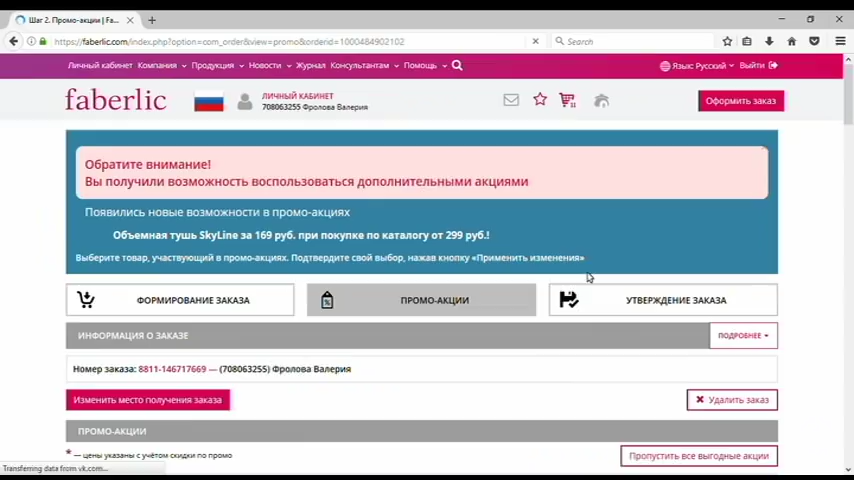 Шаг 2. Промо-акции | Fa...
https://faberlic.com/index.php?option=com_order&view=promo&orderid=1000484902102
Search
Личный кабинет Компания Продукция Новости Журнал Консультантам Помощь
Язык: Русский Выйти
faberlic
ЛИЧНЫЙ КАБИНЕТ
708063255 Фролова Валерия
Оформить заказ
Обратите внимание!
Вы получили возможность воспользоваться дополнительными акциями
Появились новые возможности в промо-акциях
Объемная тушь SkyLine за 169 руб. при покупке по каталогу от 299 руб.!
Выберите товар, участвующий в промо-акциях. Подтвердите свой выбор, нажав кнопку «Применить изменения»
ФОРМИРОВАНИЕ ЗАКАЗА
ПРОМО-АКЦИИ
УТВЕРЖДЕНИЕ ЗАКАЗА
ИНФОРМАЦИЯ О ЗАКАЗЕ
ПОДРОБНЕЕ
Номер заказа: 8811-146717669 — (708063255) Фролова Валерия
Изменить место получения заказа
Удалить заказ
ПРОМО-АКЦИИ
* — цены указаны с учётом скидки по промо
Пропустить все выгодные акции
Transferring data from vk.com...